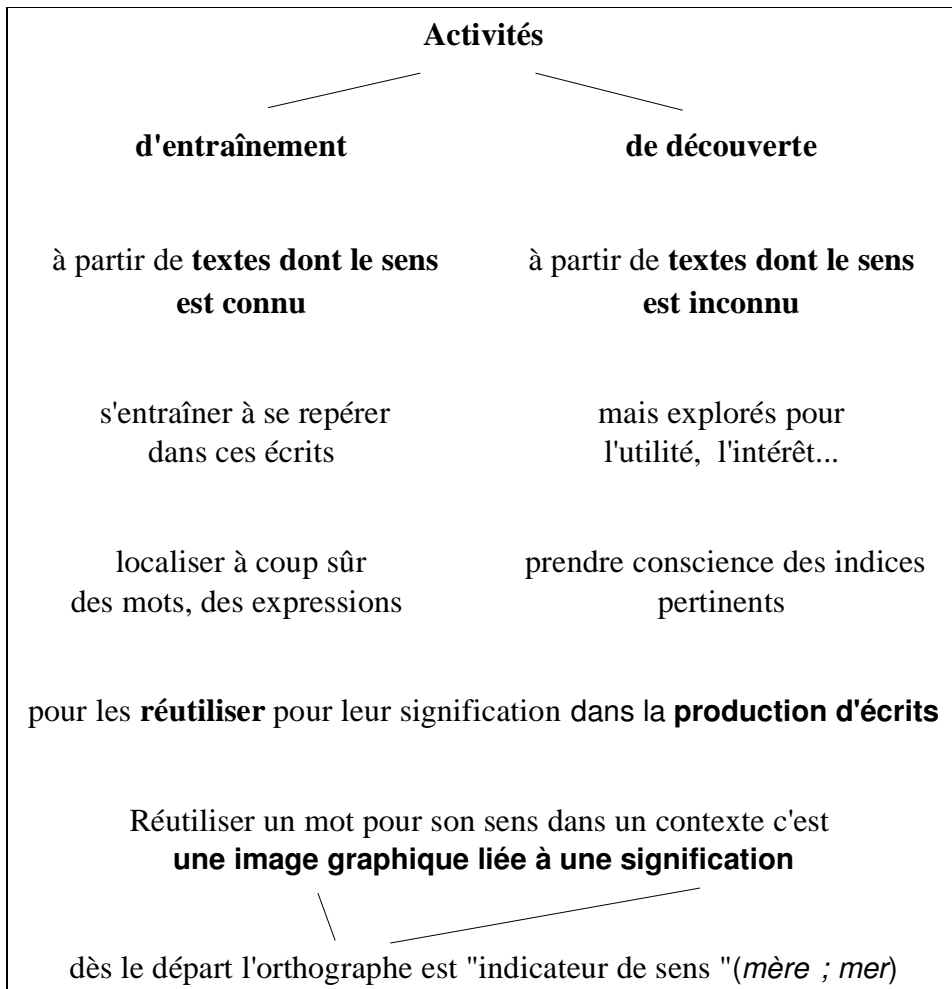 Activités
d'entraînement
de découverte
à partir de textes dont le sens
est connu
à partir de textes dont le sens
est inconnu
s'entraîner à se repérer
dans ces écrits
mais explorés pour
l'utilité, l'intérêt...
localiser à coup sûr
des mots, des expressions
prendre conscience des indices
pertinents
pour les réutiliser pour leur signification dans la production d'écrits
Réutiliser un mot pour son sens dans un contexte c'est
une image graphique liée à une signification
dès le départ l'orthographe est "indicateur de sens "(mère ; mer)